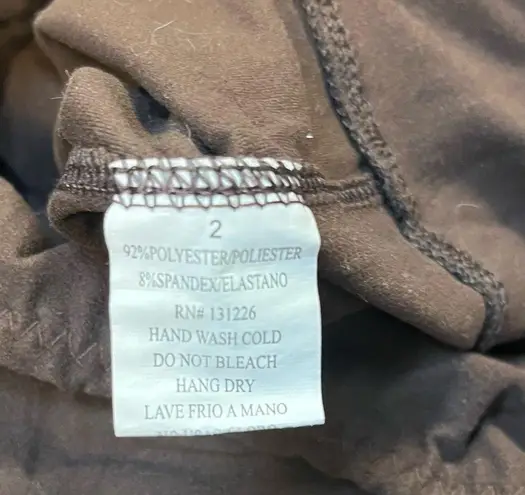 2
92%POLYESTER/POLIESTER
8%SPANDEX/ELASTANO
RN# 131226
HAND WASH COLD
DO NOT BLEACH
HANG DRY
LAVE FRIO A MANO